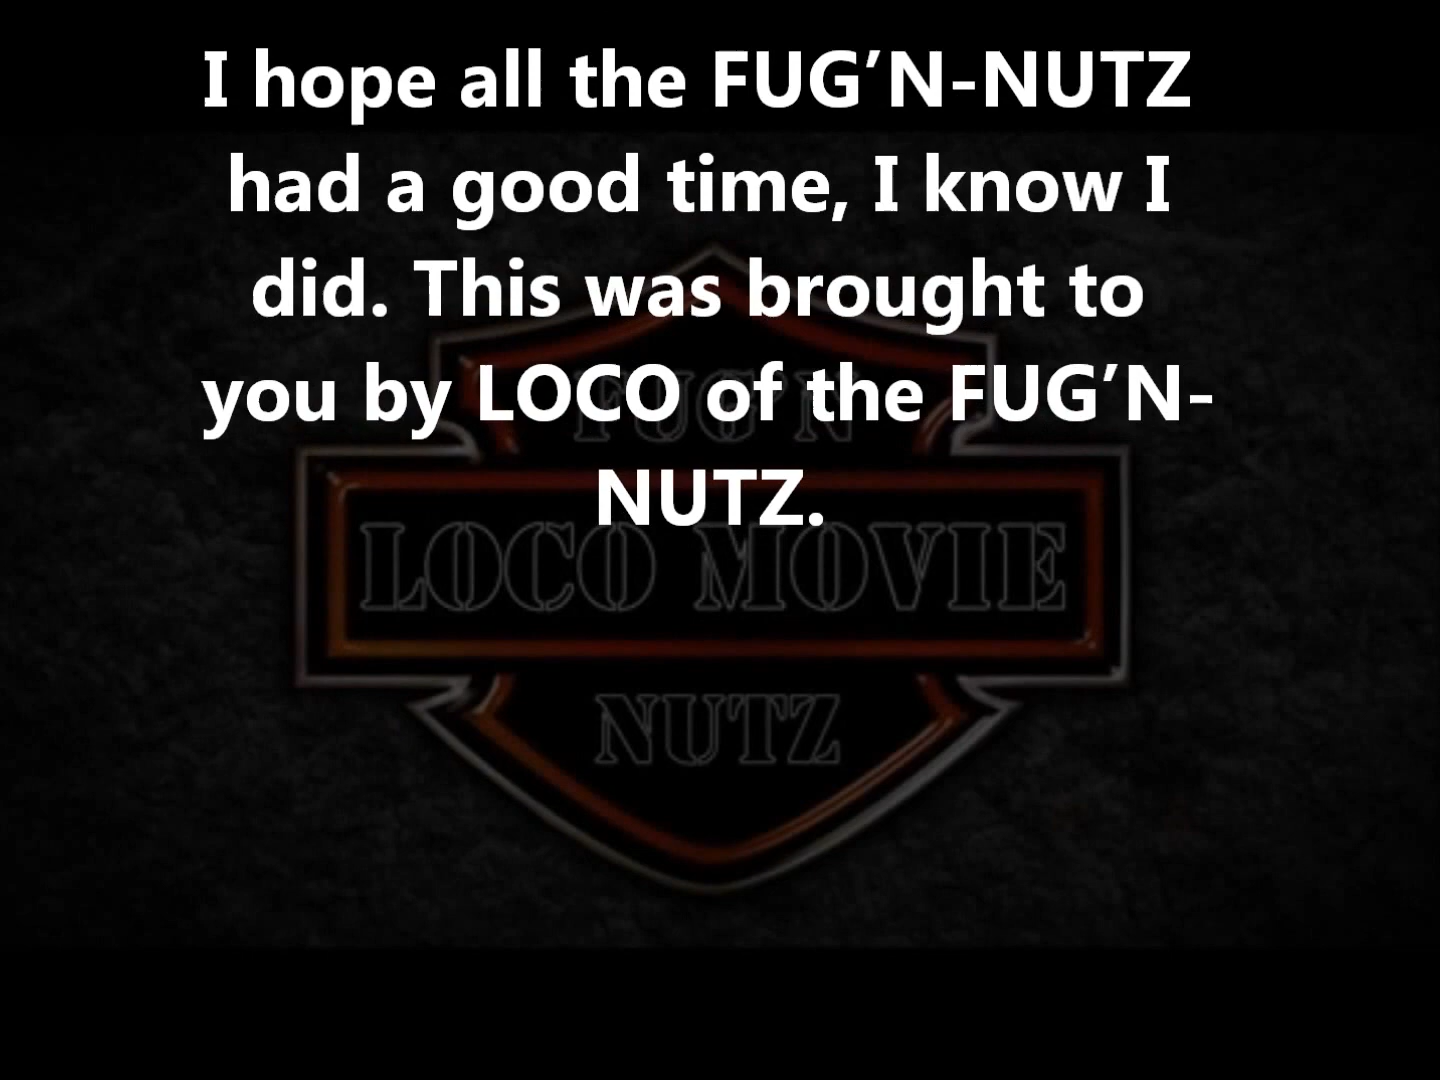 I hope all the FUG’N-NUTZ
had a good time, I know I
did. This was brought to
you by LOCO of the FUG’N-
NUTZ.
FUG'N
LOCO MOVIE
NUTZ